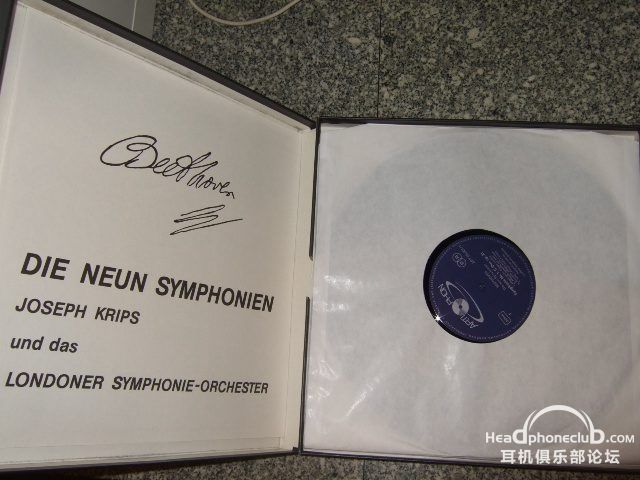 Beethoven
DIE NEUN SYMPHONIEN
JOSEPH KRIPS
und das
LONDONER SYMPHONIE-ORCHESTER
ARTIPHON
Headphoneclub.com
耳机俱乐部论坛